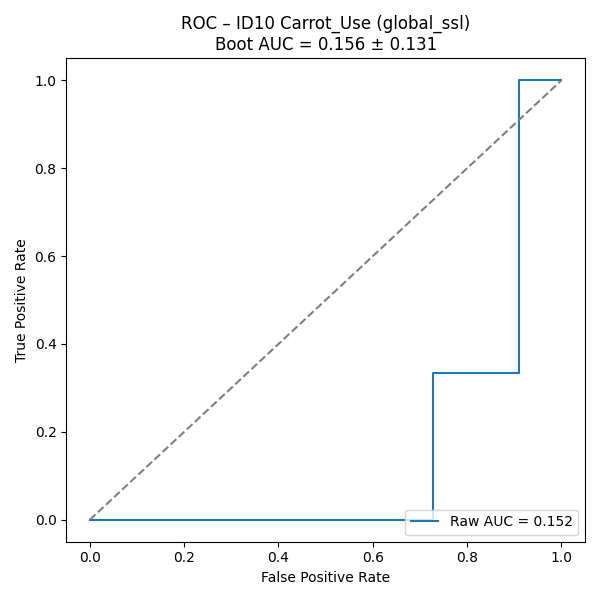 ROC – ID10 Carrot_Use (global_ssl)
Boot AUC = 0.156 ± 0.131
True Positive Rate
1.0
0.8
0.6
0.4
0.2
0.0
Raw AUC = 0.152
0.0 0.2 0.4 0.6 0.8 1.0
False Positive Rate